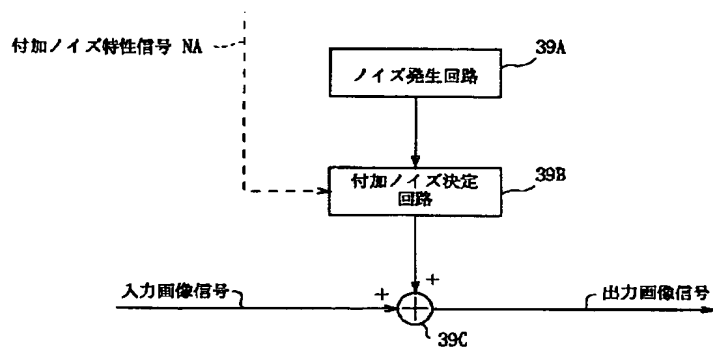 付加ノイズ特性信号 NA
39A
ノイズ発生回路
39B
付加ノイズ決定
回路
入力画像信号
+
+
出力画像信号
39C